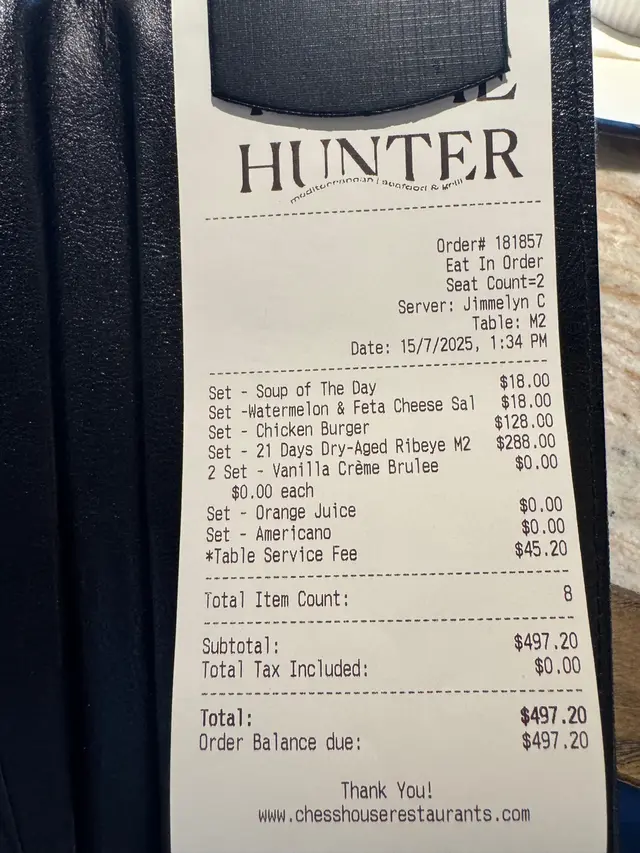 HUNTER
mediterranean | seafood & grill
Order# 181857
Eat In Order
Seat Count=2
Server: Jimmelyn C
Table: M2
Date: 15/7/2025, 1:34 PM
Set - Soup of The Day $18.00
Set -Watermelon & Feta Cheese Sal $18.00
Set - Chicken Burger $128.00
Set - 21 Days Dry-Aged Ribeye M2 $288.00
2 Set - Vanilla Crème Brulee $0.00
$0.00 each
Set - Orange Juice $0.00
Set - Americano $0.00
*Table Service Fee $45.20
Total Item Count: 8
Subtotal: $497.20
Total Tax Included: $0.00
Total: $497.20
Order Balance due: $497.20
Thank You!
www.chesshouserestaurants.com